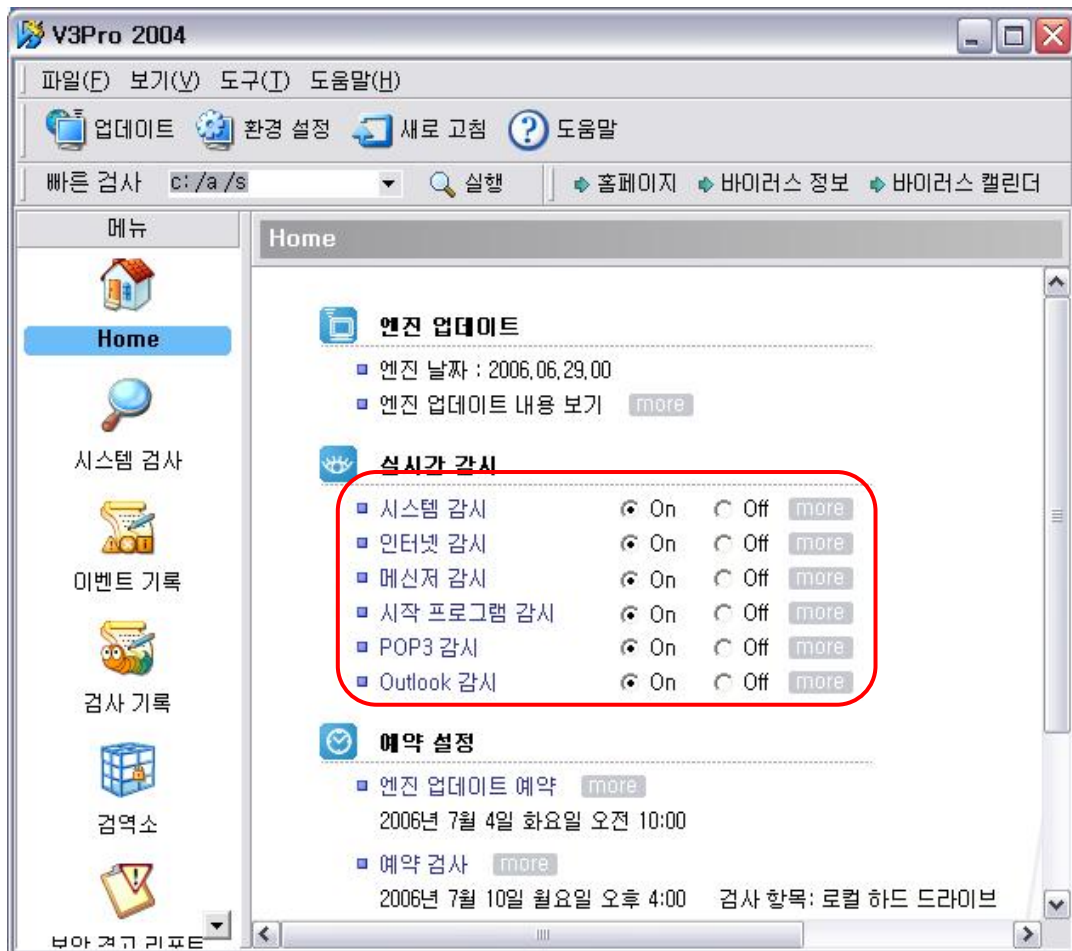 V3Pro 2004
파일(F) 보기(V) 도구(T) 도움말(H)
업데이트 환경 설정 새로 고침 도움말
빠른 검사 c: /a /s 실행 홈페이지 바이러스 정보 바이러스 캘린더
메뉴
Home
시스템 검사
이벤트 기록
검사 기록
검역소
보안 경고 리포트
Home
엔진 업데이트
엔진 날짜 : 2006.06.29.00
엔진 업데이트 내용 보기 more
실시간 감시
시스템 감시 On Off more
인터넷 감시 On Off more
메신저 감시 On Off more
시작 프로그램 감시 On Off more
POP3 감시 On Off more
Outlook 감시 On Off more
예약 설정
엔진 업데이트 예약 more
2006년 7월 4일 화요일 오전 10:00
예약 검사 more
2006년 7월 10일 월요일 오후 4:00 검사 항목: 로컬 하드 드라이브